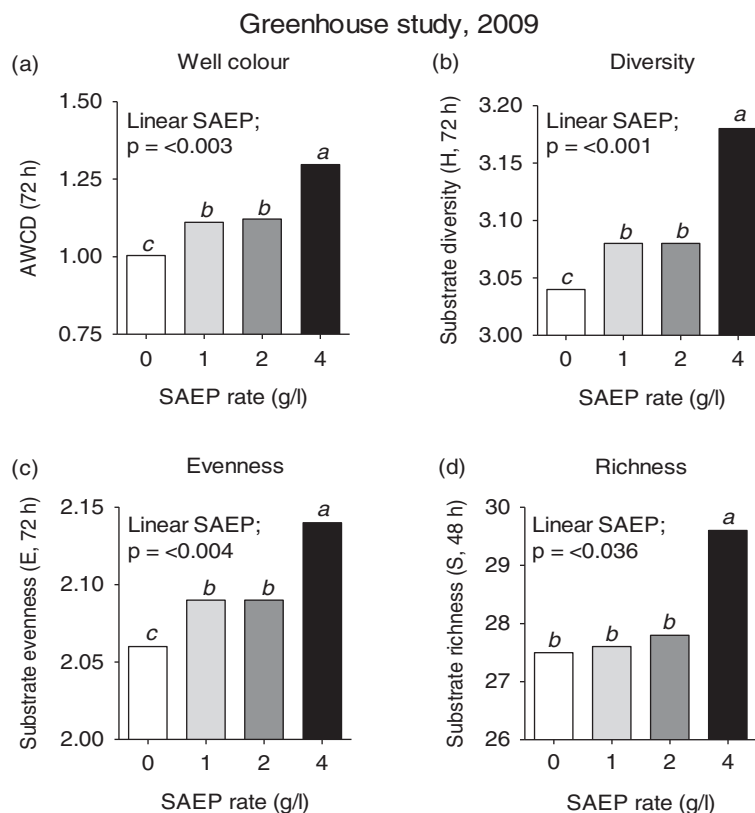 Greenhouse study, 2009
(a)
Well colour
AWCD (72 h)
1.50
1.25
1.00
0.75
Linear SAEP;
p = <0.003
c
b
b
a
0 1 2 4
SAEP rate (g/l)
(b)
Diversity
Substrate diversity (H, 72 h)
3.20
3.15
3.10
3.05
3.00
Linear SAEP;
p = <0.001
c
b
b
a
0 1 2 4
SAEP rate (g/l)
(c)
Evenness
Substrate evenness (E, 72 h)
2.15
2.10
2.05
2.00
Linear SAEP;
p = <0.004
c
b
b
a
0 1 2 4
SAEP rate (g/l)
(d)
Richness
Substrate richness (S, 48 h)
30
29
28
27
26
Linear SAEP;
p = <0.036
b
b
b
a
0 1 2 4
SAEP rate (g/l)